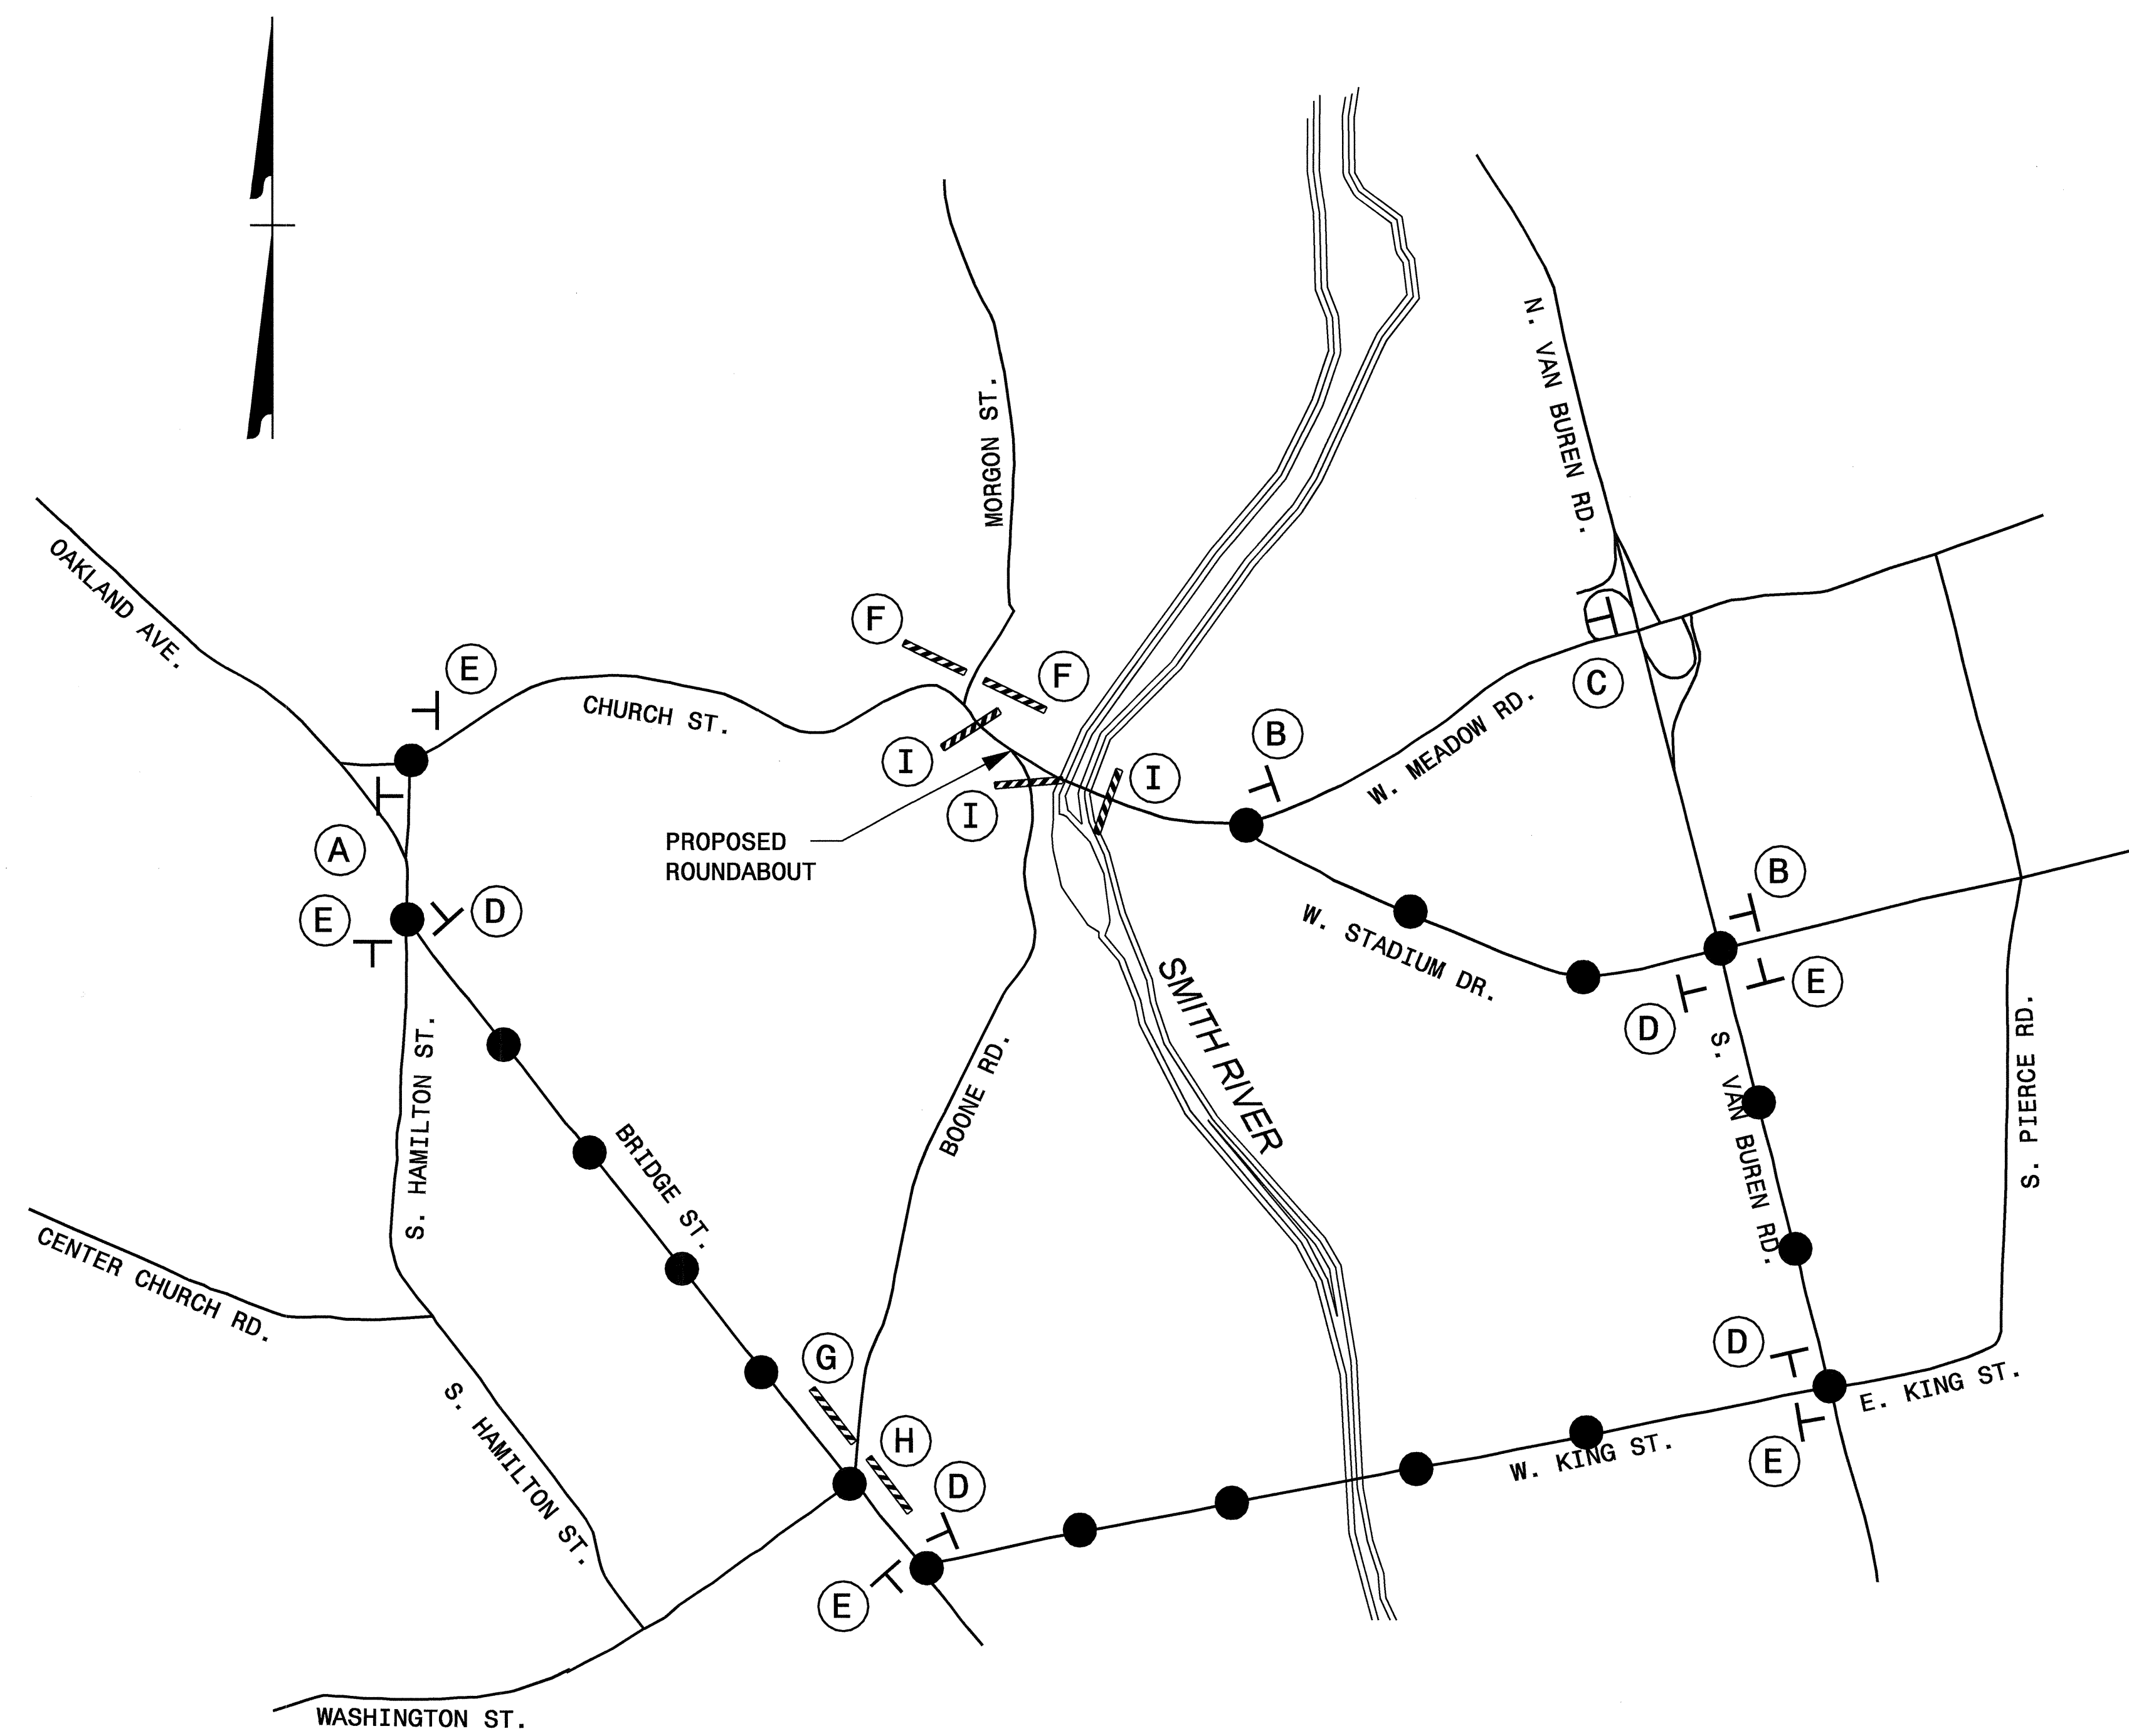 N. VAN BUREN RD.
MORGON ST.
OAKLAND AVE.
F
E
F
CHURCH ST.
C
B
W. MEADOW RD.
I
I
I
PROPOSED
ROUNDABOUT
A
E
D
B
W. STADIUM DR.
E
D
SMITH RIVER
S. HAMILTON ST.
BOONE RD.
S. VAN BUREN RD.
S. PIERCE RD.
BRIDGE ST.
CENTER CHURCH RD.
G
D
S. HAMILTON ST.
H
E. KING ST.
W. KING ST.
E
D
E
WASHINGTON ST.